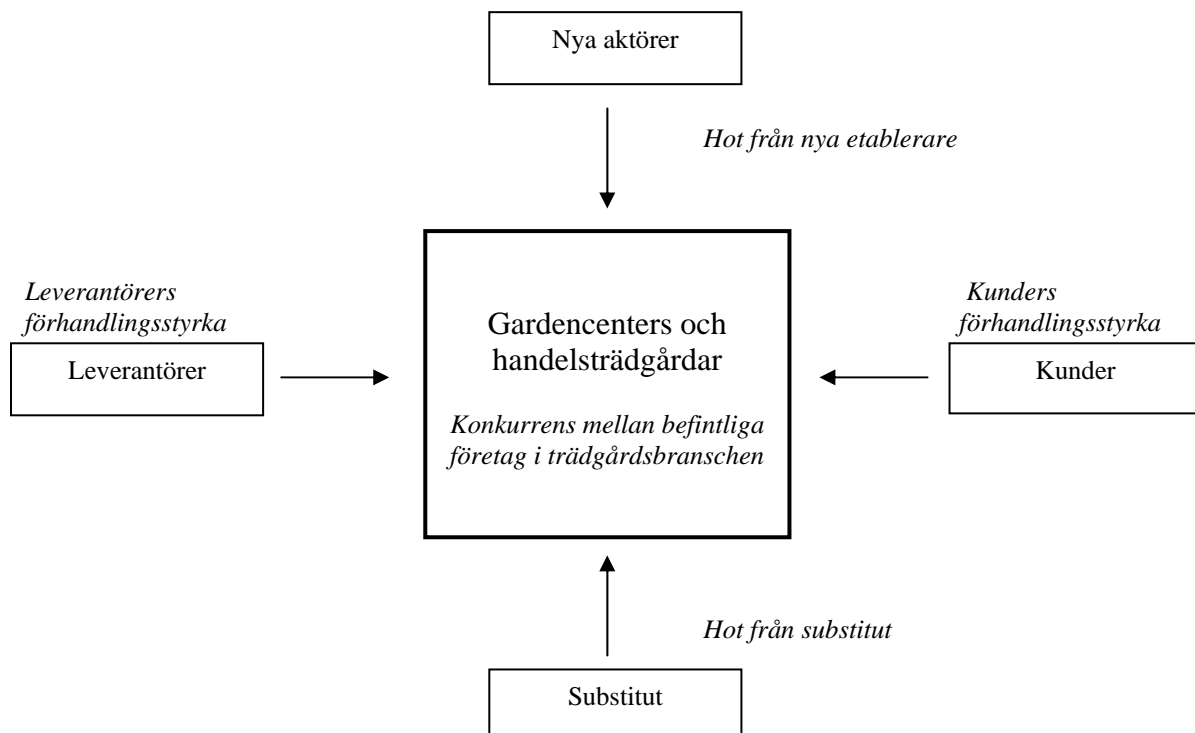 Nya aktörer
Hot från nya etablerare
Leverantörers
förhandlingsstyrka
Leverantörer
Gardencenters och
handelsträdgårdar
Konkurrens mellan befintliga
företag i trädgårdsbranschen
Kunders
förhandlingsstyrka
Kunder
Hot från substitut
Substitut